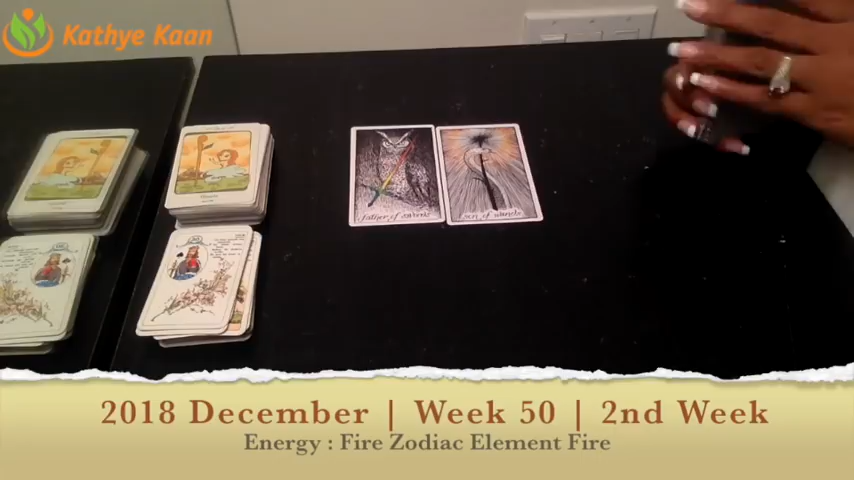 Kathye Kaan
Father of swords
son of wands
2018 December | Week 50 | 2nd Week
Energy : Fire Zodiac Element Fire